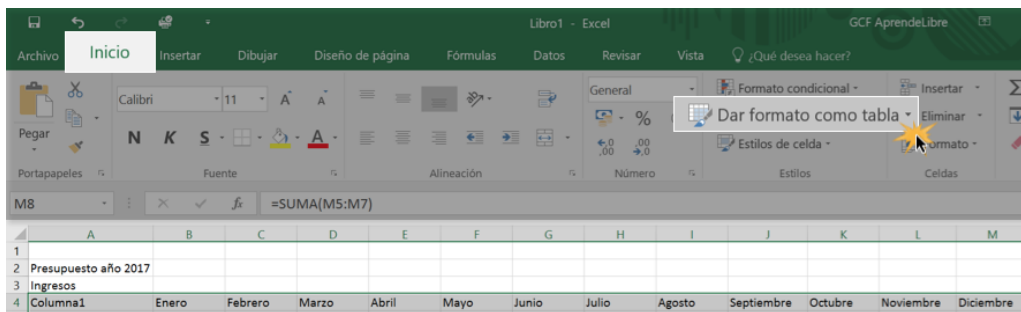 Libro1 - Excel GCF AprendeLibre
Archivo Inicio Insertar Dibujar Diseño de página Fórmulas Datos Revisar Vista ¿Qué desea hacer?
Pegar
Calibri 11 A A
N K S A
General
% 
Formato condicional
Dar formato como tabla
Estilos de celda
Insertar
Eliminar
Formato
Portapapeles Fuente Alineación Número Estilos Celdas
M8 fx =SUMA(M5:M7)
A B C D E F G H I J K L M
1
2 Presupuesto año 2017
3 Ingresos
4 Columna1 Enero Febrero Marzo Abril Mayo Junio Julio Agosto Septiembre Octubre Noviembre Diciembre